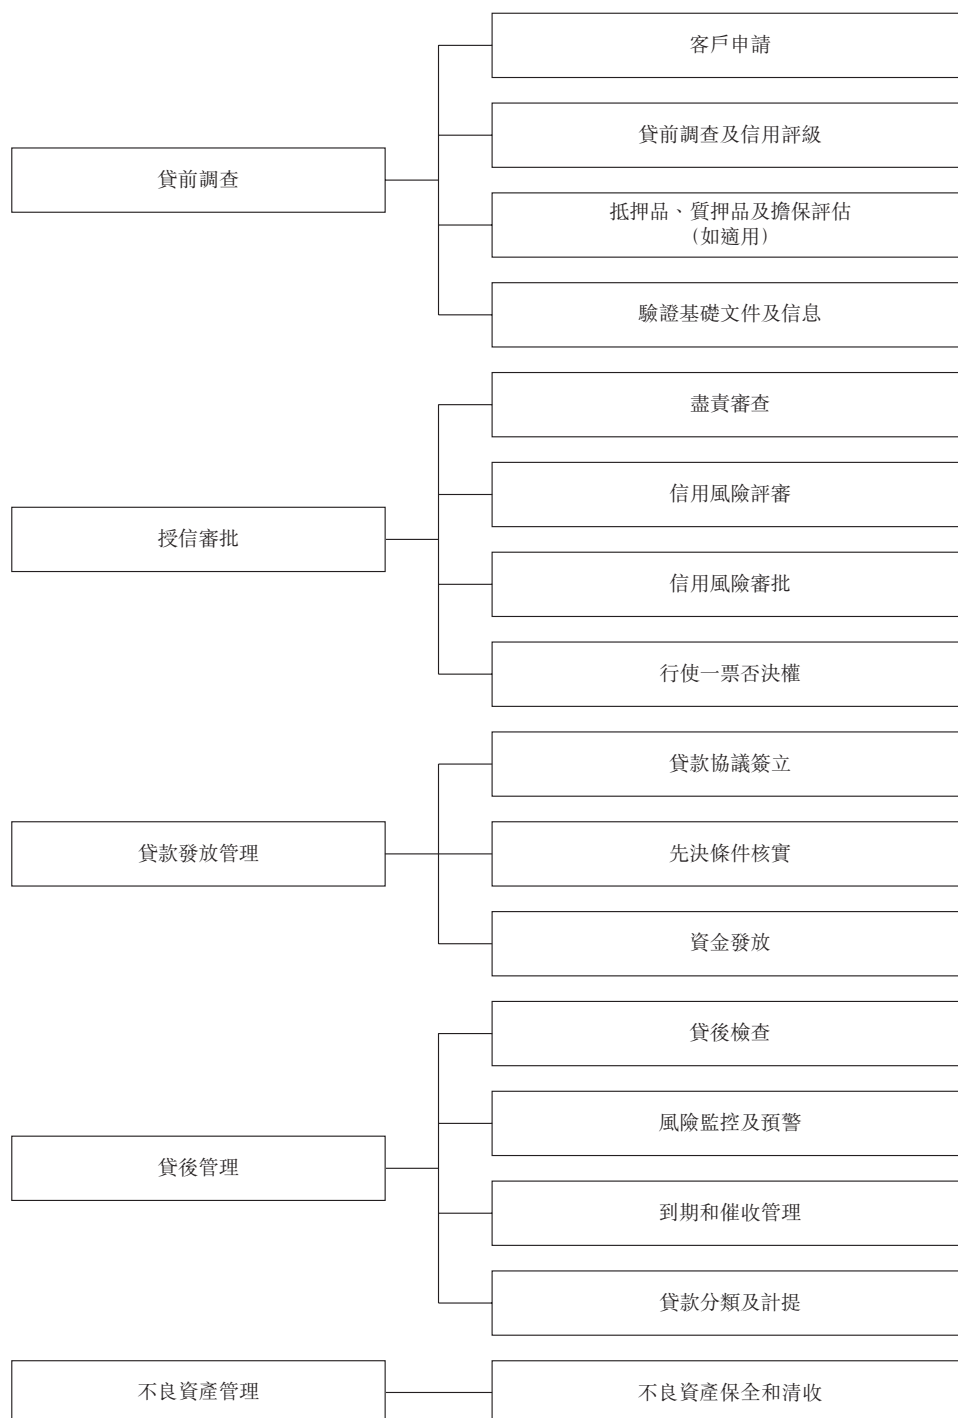 貸前調查
客戶申請
貸前調查及信用評級
抵押品、質押品及擔保評估
（如適用）
驗證基礎文件及信息
授信審批
盡責審查
信用風險評審
信用風險審批
行使一票否決權
貸款發放管理
貸款協議簽立
先決條件核實
資金發放
貸後管理
貸後檢查
風險監控及預警
到期和催收管理
貸款分類及計提
不良資產管理
不良資產保全和清收